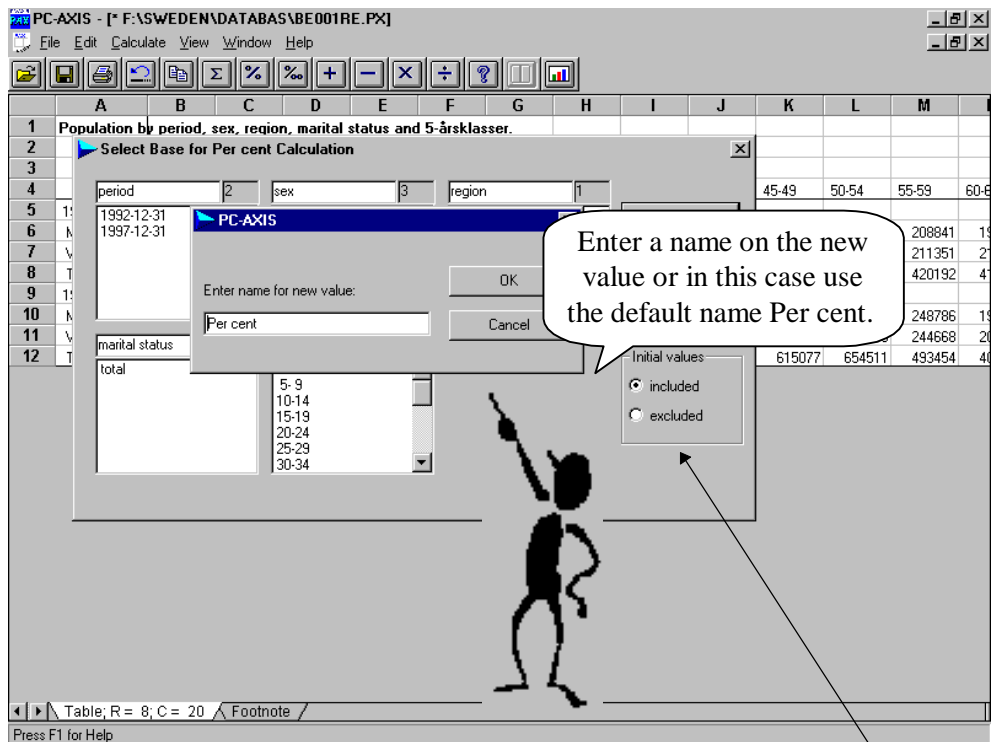 PC-AXIS - [* F:\SWEDEN\DATABAS\BE001RE.PX]
File Edit Calculate View Window Help
Σ % ‰ + − × ÷ ?
A B C D E F G H I J K L M
1 Population by period, sex, region, marital status and 5-årsklasser.
2 Select Base for Per cent Calculation
3
4 period 2 sex 3 region 1 45-49 50-54 55-59
5 1992-12-31 PC-AXIS
6 1997-12-31 208841
7 211351
8 420192
9
10 248786
11 244668
12 615077 654511 493454
Enter a name on the new
value or in this case use
the default name Per cent.
Enter name for new value:
OK
Per cent
Cancel
marital status
total
5- 9
10-14
15-19
20-24
25-29
30-34
Initial values
included
excluded
Table; R = 8; C = 20 Footnote
Press F1 for Help